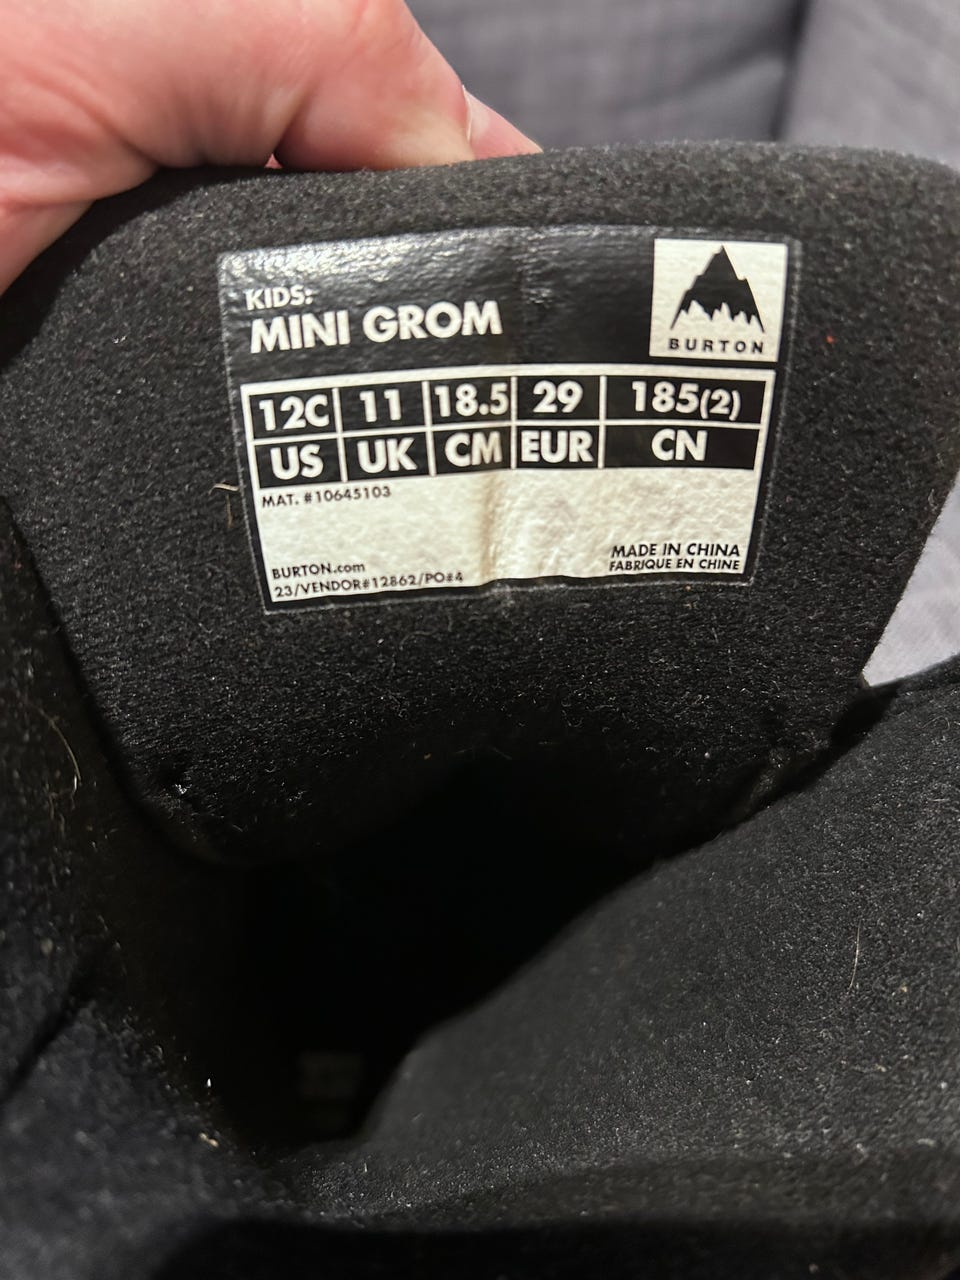 KIDS:
MINI GROM
BURTON
12C 11 18.5 29 185(2)
US UK CM EUR CN
MAT. #10645103
BURTON.com
23/VENDOR#12862/PO#4
MADE IN CHINA
FABRIQUE EN CHINE